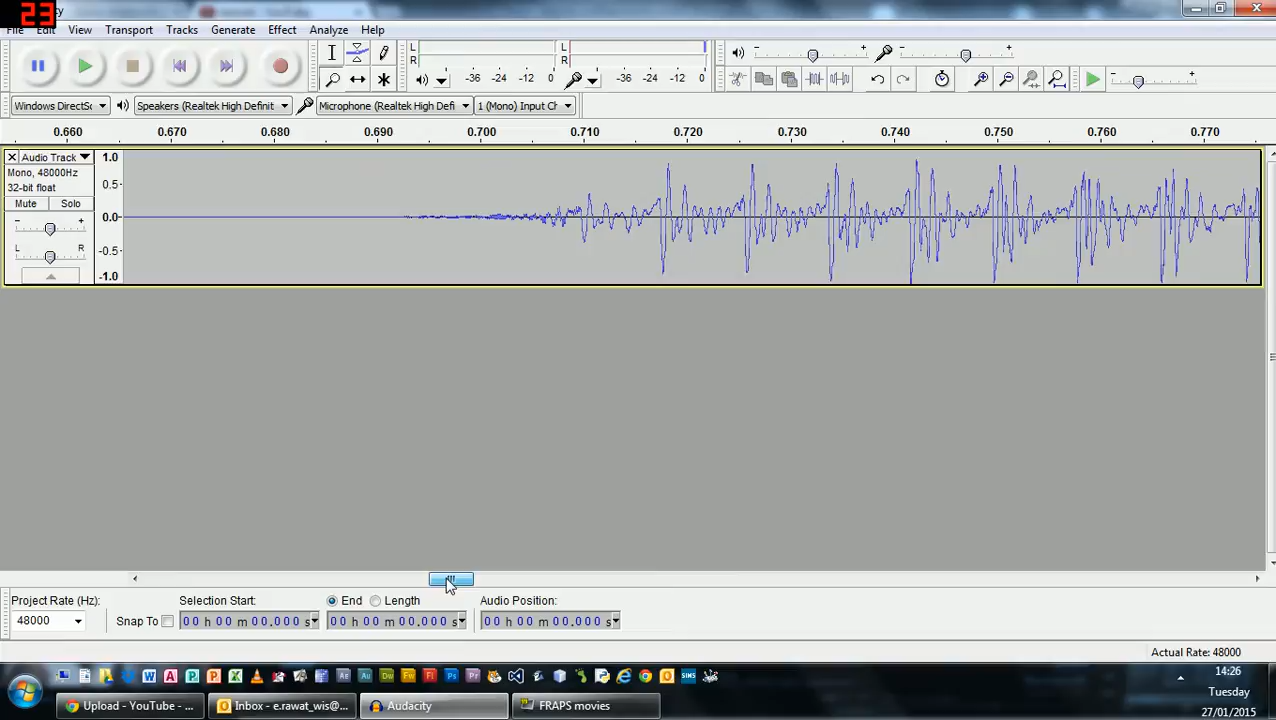 23
File Edit View Transport Tracks Generate Effect Analyze Help
L R -36 -24 -12 0 L R -36 -24 -12 0
Windows DirectSo Speakers (Realtek High Definit Microphone (Realtek High Defi 1 (Mono) Input Ch
0.660 0.670 0.680 0.690 0.700 0.710 0.720 0.730 0.740 0.750 0.760 0.770
Audio Track 1.0
Mono, 48000Hz
32-bit float 0.5
Mute Solo
0.0
L R
-0.5
-1.0
Project Rate (Hz): Selection Start: End Length Audio Position:
48000 Snap To 00 h 00 m 00.000 s 00 h 00 m 00.000 s 00 h 00 m 00.000 s
Actual Rate: 48000
14:26
Tuesday
Upload - YouTube - ... Inbox - e.rawat_wis@... Audacity FRAPS movies
27/01/2015